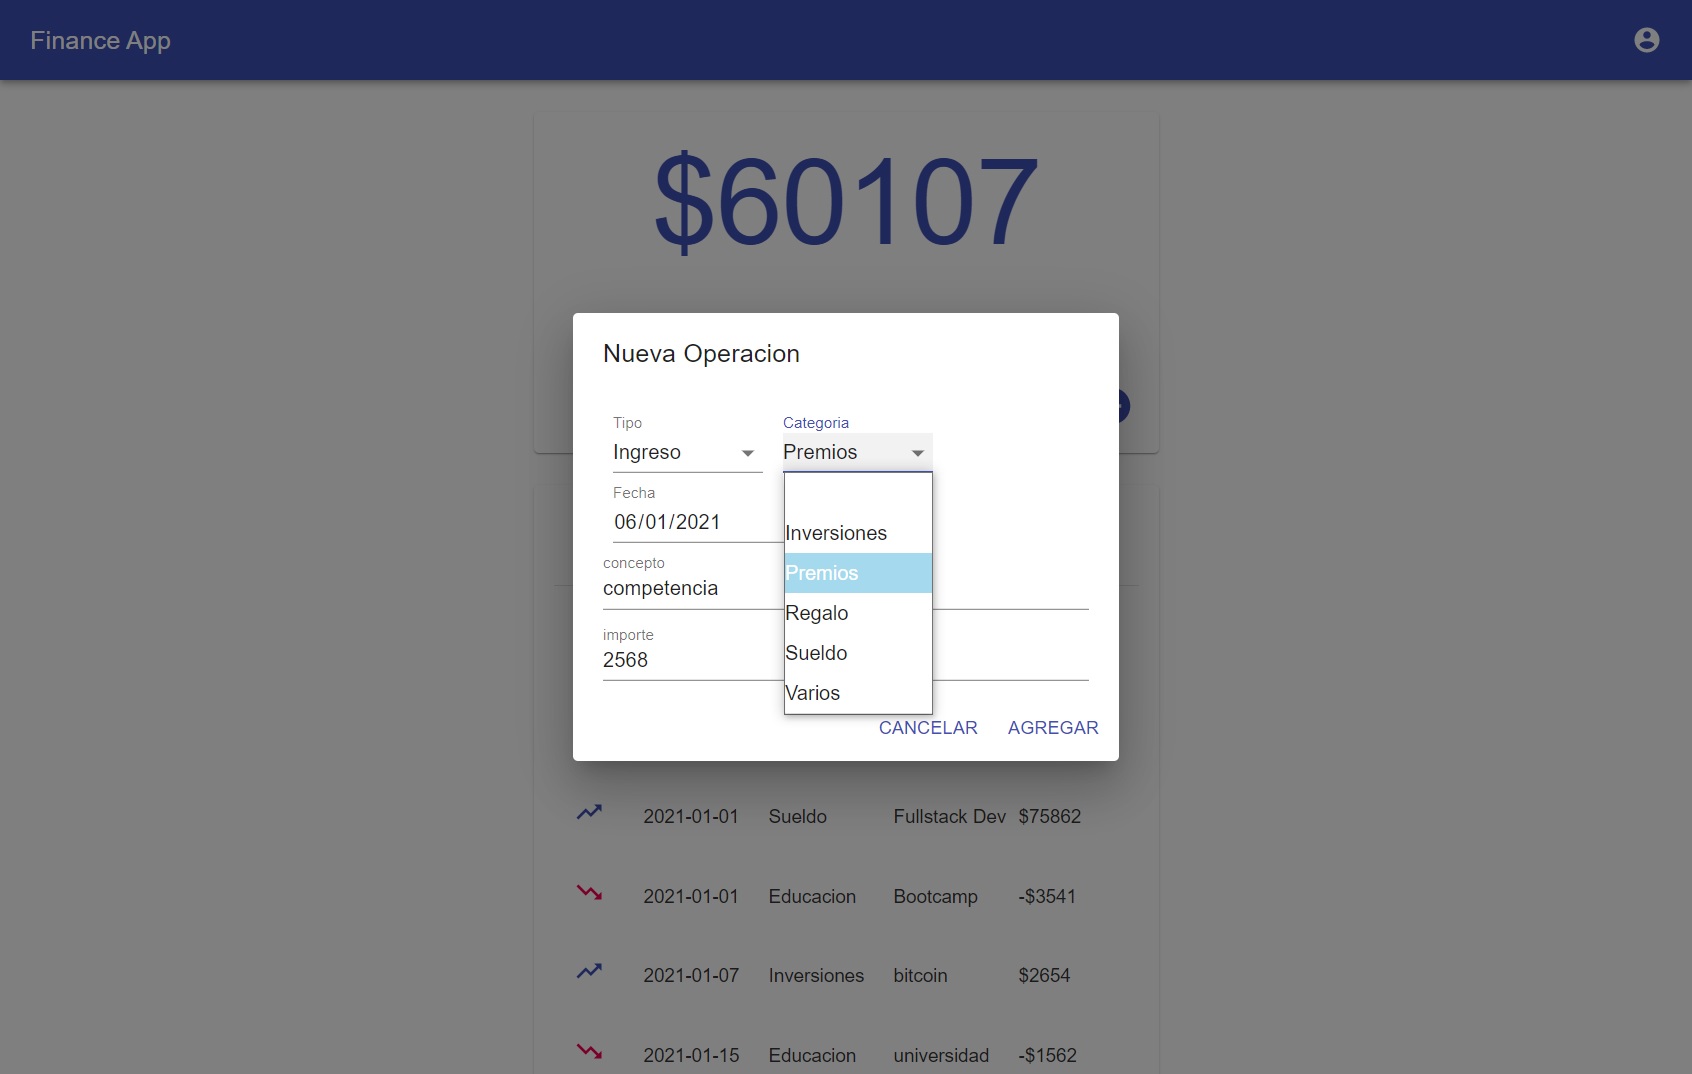 Finance App
$60107
Nueva Operacion
Tipo Categoria
Ingreso Premios
Fecha
06/01/2021
Inversiones
Premios
Regalo
Sueldo
Varios
concepto
competencia
importe
2568
CANCELAR AGREGAR
2021-01-01 Sueldo Fullstack Dev $75862
2021-01-01 Educacion Bootcamp -$3541
2021-01-07 Inversiones bitcoin $2654
2021-01-15 Educacion universidad -$1562